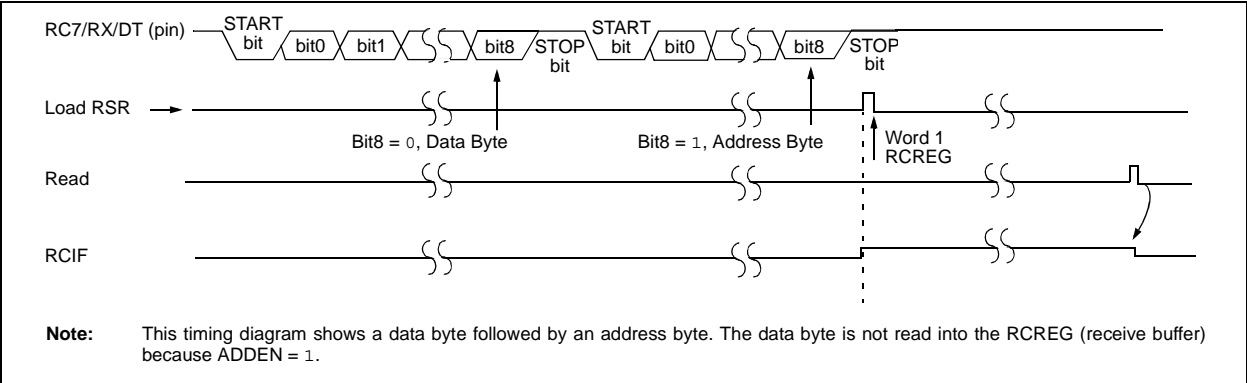 RC7/RX/DT (pin)
START
bit
bit0
bit1
bit8
STOP
bit
START
bit
bit0
bit8
STOP
bit
Load RSR
Bit8 = 0, Data Byte
Bit8 = 1, Address Byte
Word 1
RCREG
Read
RCIF
Note: This timing diagram shows a data byte followed by an address byte. The data byte is not read into the RCREG (receive buffer)
because ADDEN = 1.